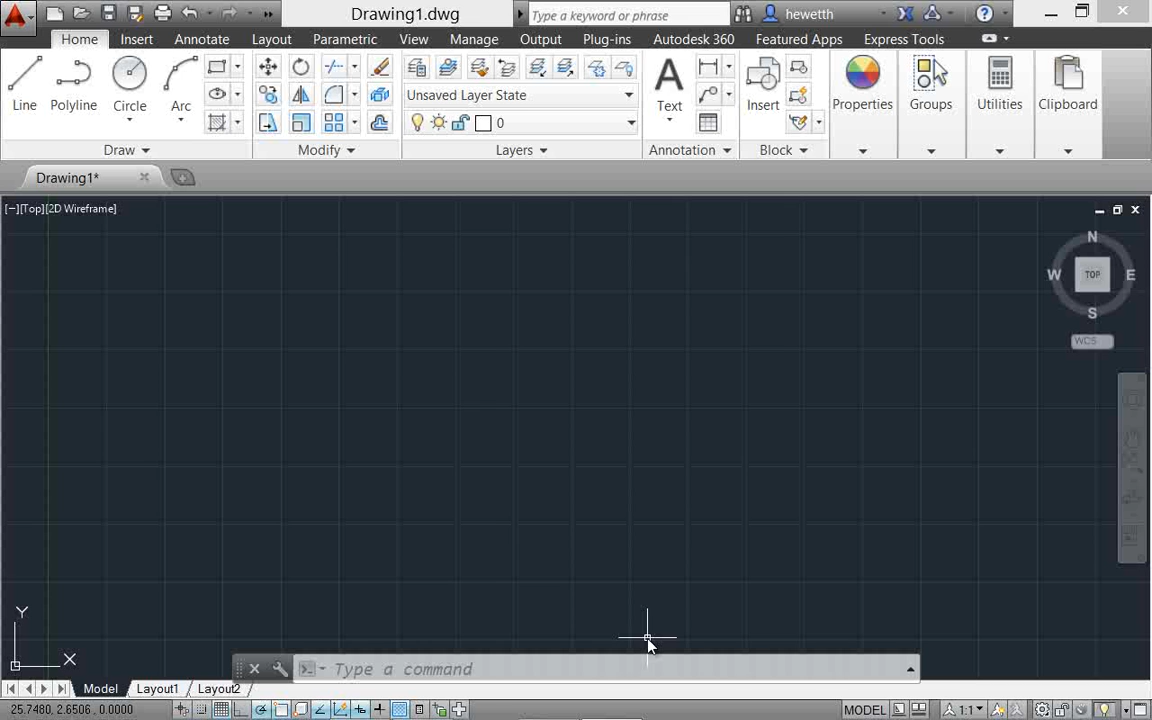 Drawing1.dwg
Type a keyword or phrase
hewetth
Home Insert Annotate Layout Parametric View Manage Output Plug-ins Autodesk 360 Featured Apps Express Tools
Line Polyline Circle Arc
Unsaved Layer State
0
Text Insert Properties Groups Utilities Clipboard
Draw Modify Layers Annotation Block
Drawing1*
[−][Top][2D Wireframe]
N
W TOP E
S
WCS
Y
X
Type a command
Model Layout1 Layout2
25.7480, 2.6506, 0.0000
MODEL 1:1